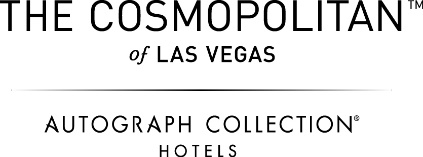 THE COSMOPOLITAN™
of LAS VEGAS
AUTOGRAPH COLLECTION®
HOTELS